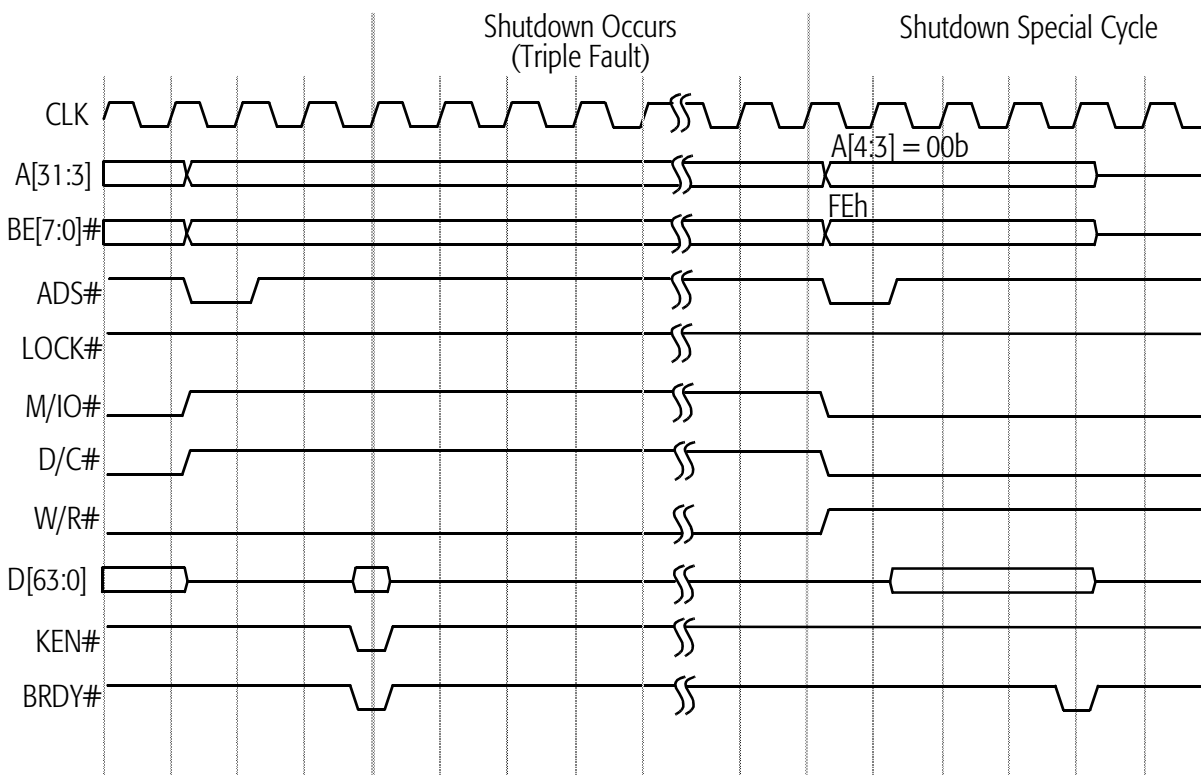 Shutdown Occurs
(Triple Fault)
Shutdown Special Cycle
CLK
A[4:3] = 00b
A[31:3]
FEh
BE[7:0]#
ADS#
LOCK#
M/IO#
D/C#
W/R#
D[63:0]
KEN#
BRDY#